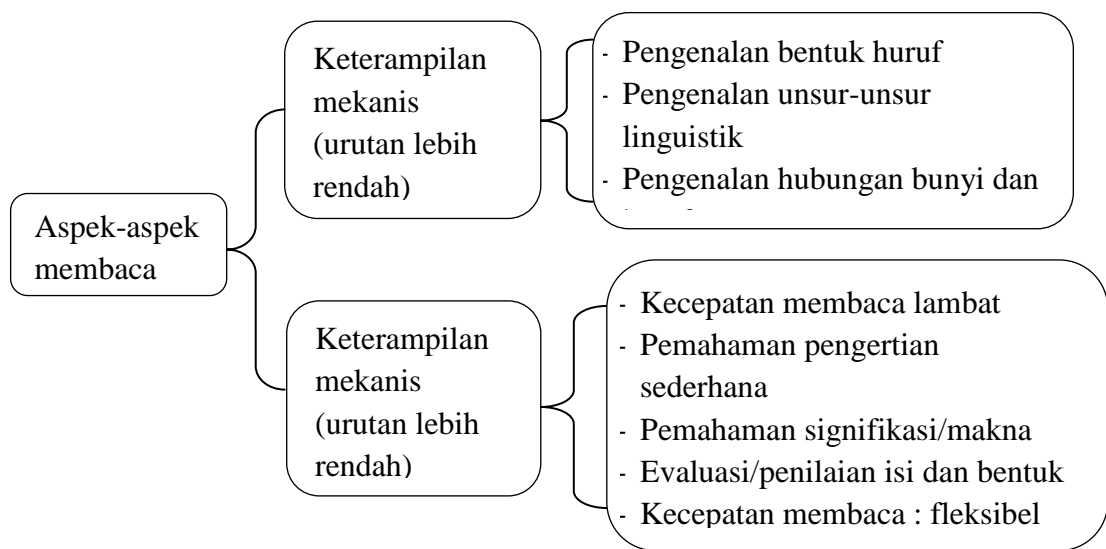 Aspek-aspek
membaca
Keterampilan
mekanis
(urutan lebih
rendah)
- Pengenalan bentuk huruf
- Pengenalan unsur-unsur
linguistik
- Pengenalan hubungan bunyi dan
Keterampilan
mekanis
(urutan lebih
rendah)
- Kecepatan membaca lambat
- Pemahaman pengertian
sederhana
- Pemahaman signifikasi/makna
- Evaluasi/penilaian isi dan bentuk
- Kecepatan membaca : fleksibel